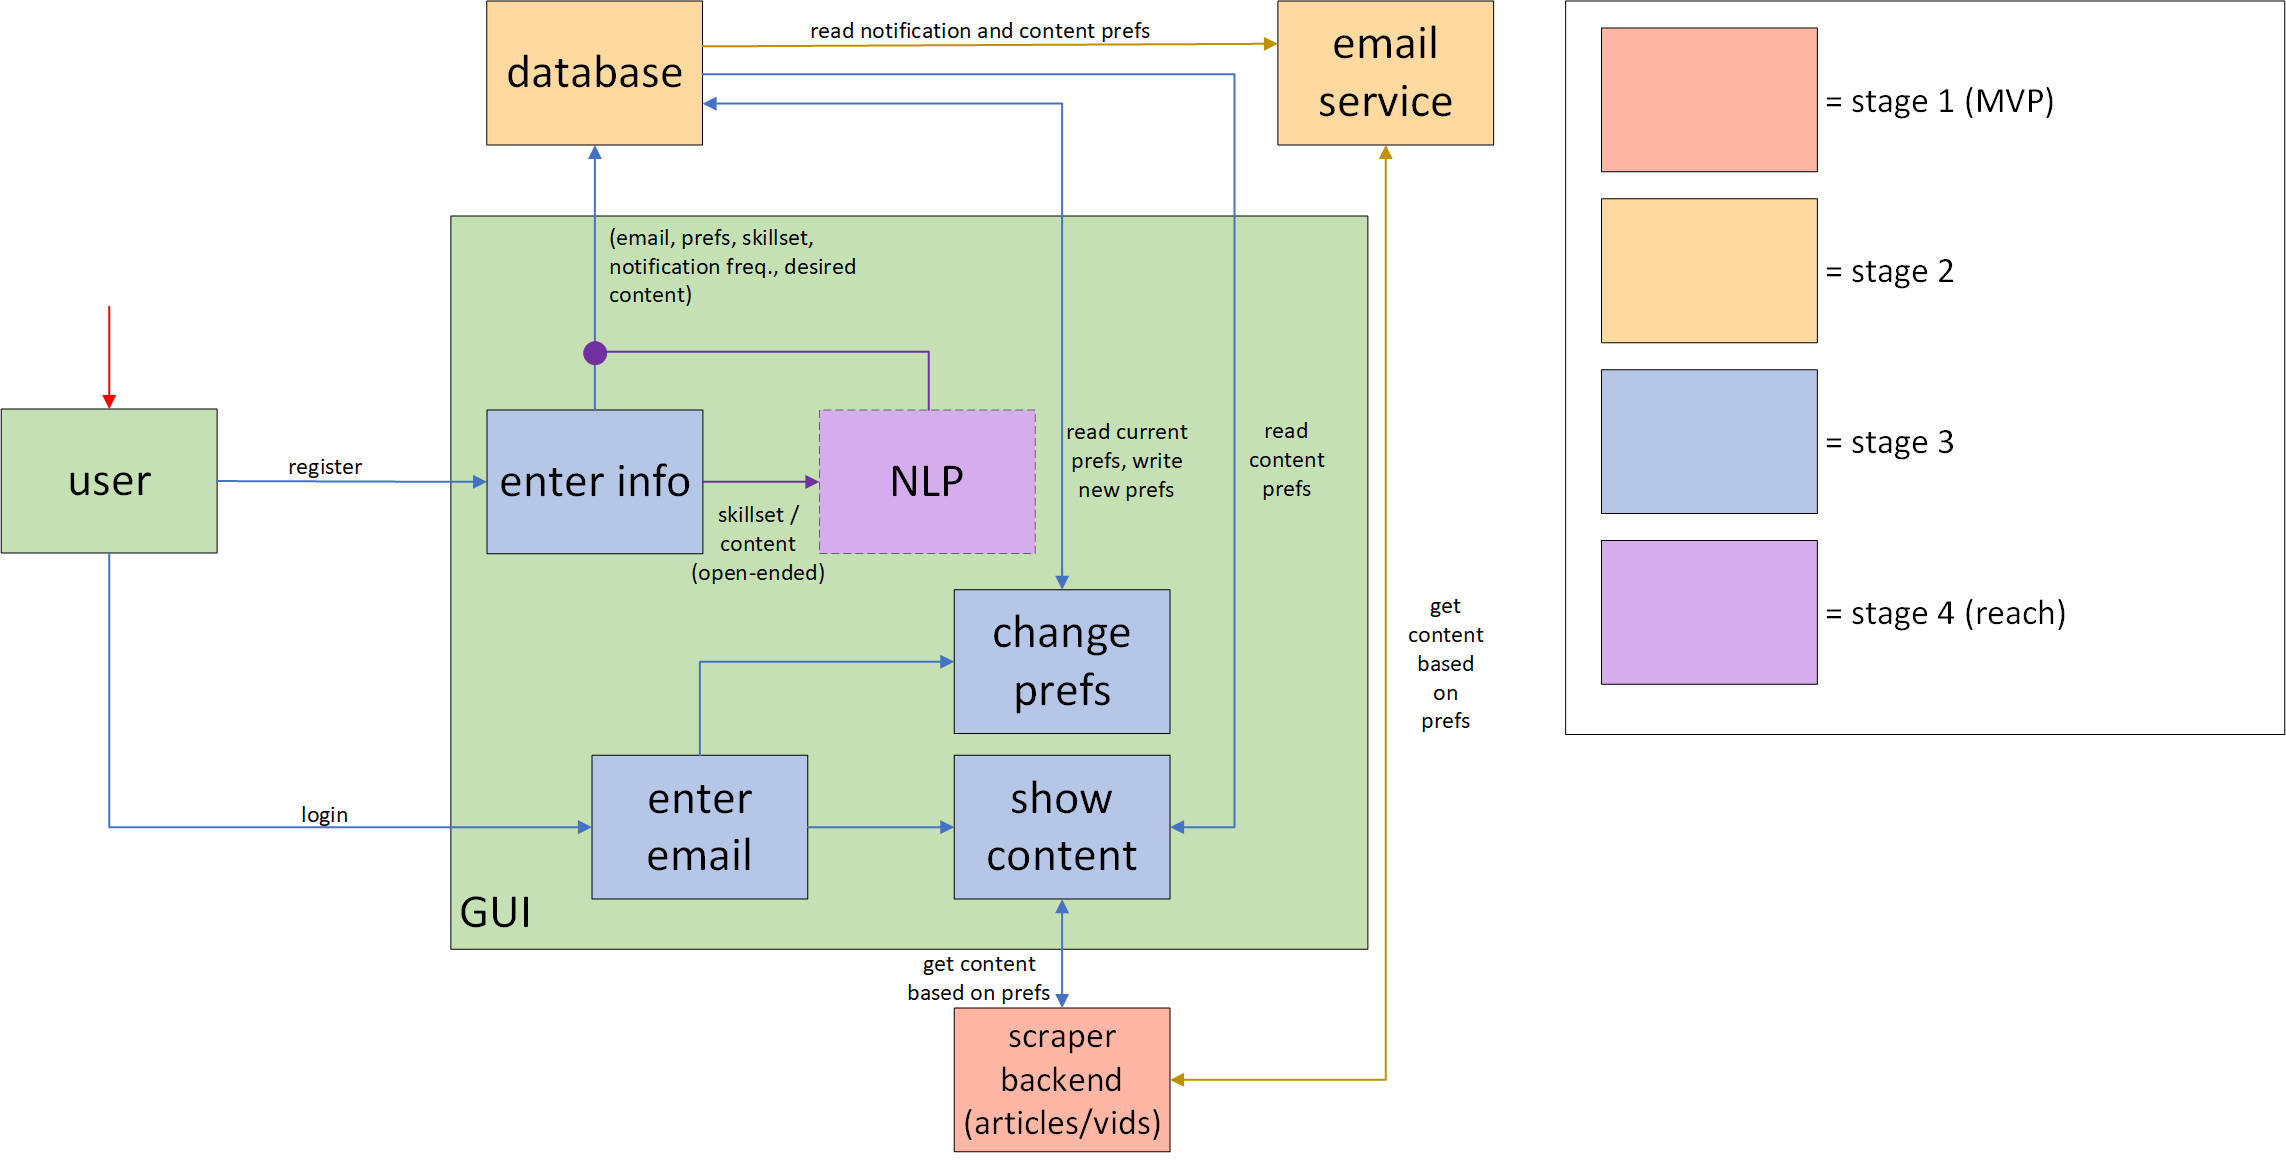 database
read notification and content prefs
email
service
= stage 1 (MVP)
= stage 2
= stage 3
= stage 4 (reach)
(email, prefs, skillset,
notification freq., desired
content)
user
register
enter info
skillset /
content
(open-ended)
NLP
read current
prefs, write
new prefs
read
content
prefs
get
content
based
on
prefs
change
prefs
login
enter
email
show
content
GUI
get content
based on prefs
scraper
backend
(articles/vids)